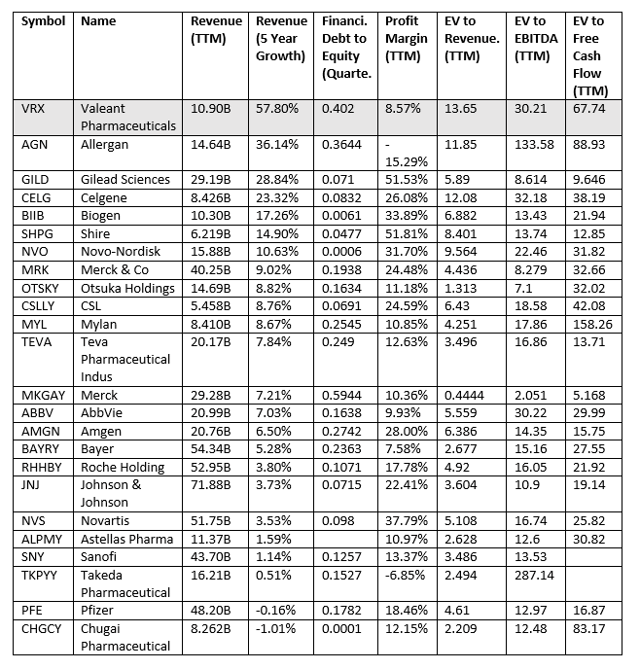 Symbol Name Revenue (TTM) Revenue (5 Year Growth) Financi. Debt to Equity (Quarte. Profit Margin (TTM) EV to Revenue. (TTM) EV to EBITDA (TTM) EV to Free Cash Flow (TTM)
VRX Valeant Pharmaceuticals 10.90B 57.80% 0.402 8.57% 13.65 30.21 67.74
AGN Allergan 14.64B 36.14% 0.3644 -15.29% 11.85 133.58 88.93
GILD Gilead Sciences 29.19B 28.84% 0.071 51.53% 5.89 8.614 9.646
CELG Celgene 8.426B 23.32% 0.0832 26.08% 12.08 32.18 38.19
BIIB Biogen 10.30B 17.26% 0.0061 33.89% 6.882 13.43 21.94
SHPG Shire 6.219B 14.90% 0.0477 51.81% 8.401 13.74 12.85
NVO Novo-Nordisk 15.88B 10.63% 0.0006 31.70% 9.564 22.46 31.82
MRK Merck & Co 40.25B 9.02% 0.1938 24.48% 4.436 8.279 32.66
OTSKY Otsuka Holdings 14.69B 8.82% 0.1634 11.18% 1.313 7.1 32.02
CSLLY CSL 5.458B 8.76% 0.0691 24.59% 6.43 18.58 42.08
MYL Mylan 8.410B 8.67% 0.2545 10.85% 4.251 17.86 158.26
TEVA Teva Pharmaceutical Indus 20.17B 7.84% 0.249 12.63% 3.496 16.86 13.71
MKGAY Merck 29.28B 7.21% 0.5944 10.36% 0.4444 2.051 5.168
ABBV AbbVie 20.99B 7.03% 0.1638 9.93% 5.559 30.22 29.99
AMGN Amgen 20.76B 6.50% 0.2742 28.00% 6.386 14.35 15.75
BAYRY Bayer 54.34B 5.28% 0.2363 7.58% 2.677 15.16 27.55
RHHBY Roche Holding 52.95B 3.80% 0.1071 17.78% 4.92 16.05 21.92
JNJ Johnson & Johnson 71.88B 3.73% 0.0715 22.41% 3.604 10.9 19.14
NVS Novartis 51.75B 3.53% 0.098 37.79% 5.108 16.74 25.82
ALPMY Astellas Pharma 11.37B 1.59% 10.97% 2.628 12.6 30.82
SNY Sanofi 43.70B 1.14% 0.1257 13.37% 3.486 13.53
TKPYY Takeda Pharmaceutical 16.21B 0.51% 0.1527 -6.85% 2.494 287.14
PFE Pfizer 48.20B -0.16% 0.1782 18.46% 4.61 12.97 16.87
CHGCY Chugai Pharmaceutical 8.262B -1.01% 0.0001 12.15% 2.209 12.48 83.17